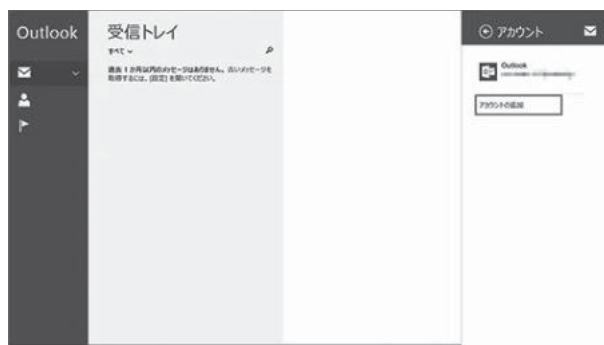 Outlook
受信トレイ
すべて
過去 1 か月以内のメッセージはありません。古いメッセージを
取得するには、[設定] を開いてください。
アカウント
Outlook
アカウントの追加